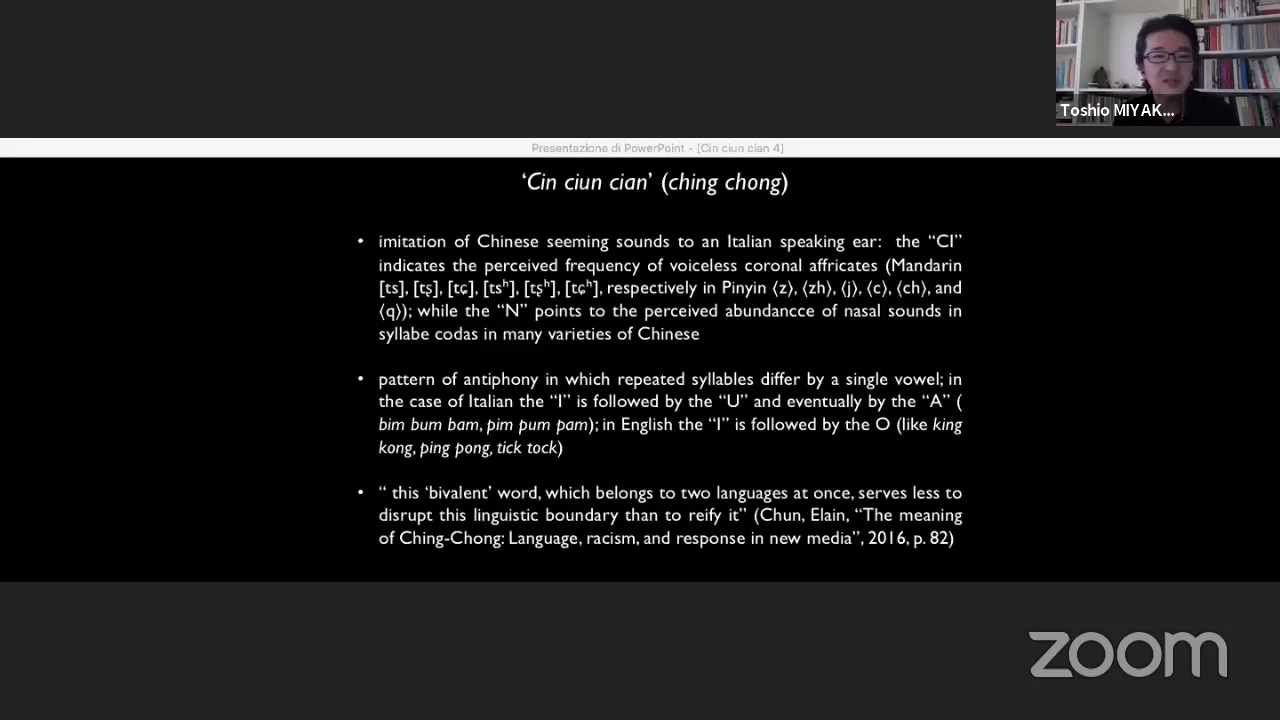 Toshio MIYAK...
Presentazione di PowerPoint - [Cin ciun cian 4]
‘Cin ciun cian’ (ching chong)
• imitation of Chinese seeming sounds to an Italian speaking ear: the “CI”
indicates the perceived frequency of voiceless coronal affricates (Mandarin
[ts], [tʂ], [tɕ], [tsʰ], [tʂʰ], [tɕʰ], respectively in Pinyin ⟨z⟩, ⟨zh⟩, ⟨j⟩, ⟨c⟩, ⟨ch⟩, and
⟨q⟩); while the “N” points to the perceived abundancce of nasal sounds in
syllabe codas in many varieties of Chinese
• pattern of antiphony in which repeated syllables differ by a single vowel; in
the case of Italian the “I” is followed by the “U” and eventually by the “A” (
bim bum bam, pim pum pam); in English the “I” is followed by the O (like king
kong, ping pong, tick tock)
• “ this ‘bivalent’ word, which belongs to two languages at once, serves less to
disrupt this linguistic boundary than to reify it” (Chun, Elain, “The meaning
of Ching-Chong: Language, racism, and response in new media”, 2016, p. 82)
zoom